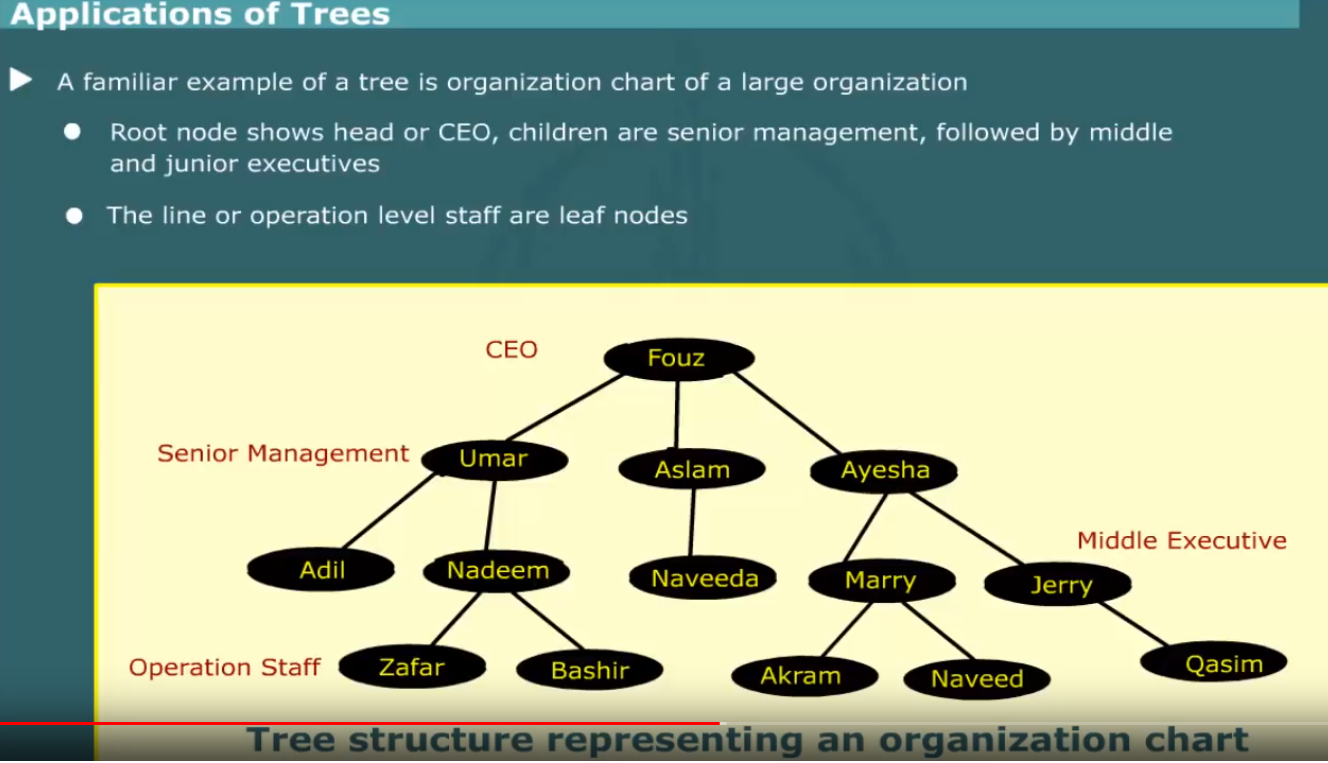 Applications of Trees
A familiar example of a tree is organization chart of a large organization
Root node shows head or CEO, children are senior management, followed by middle
and junior executives
The line or operation level staff are leaf nodes
CEO
Fouz
Senior Management
Umar
Aslam
Ayesha
Middle Executive
Adil
Nadeem
Naveeda
Marry
Jerry
Operation Staff
Zafar
Bashir
Akram
Naveed
Qasim
Tree structure representing an organization chart